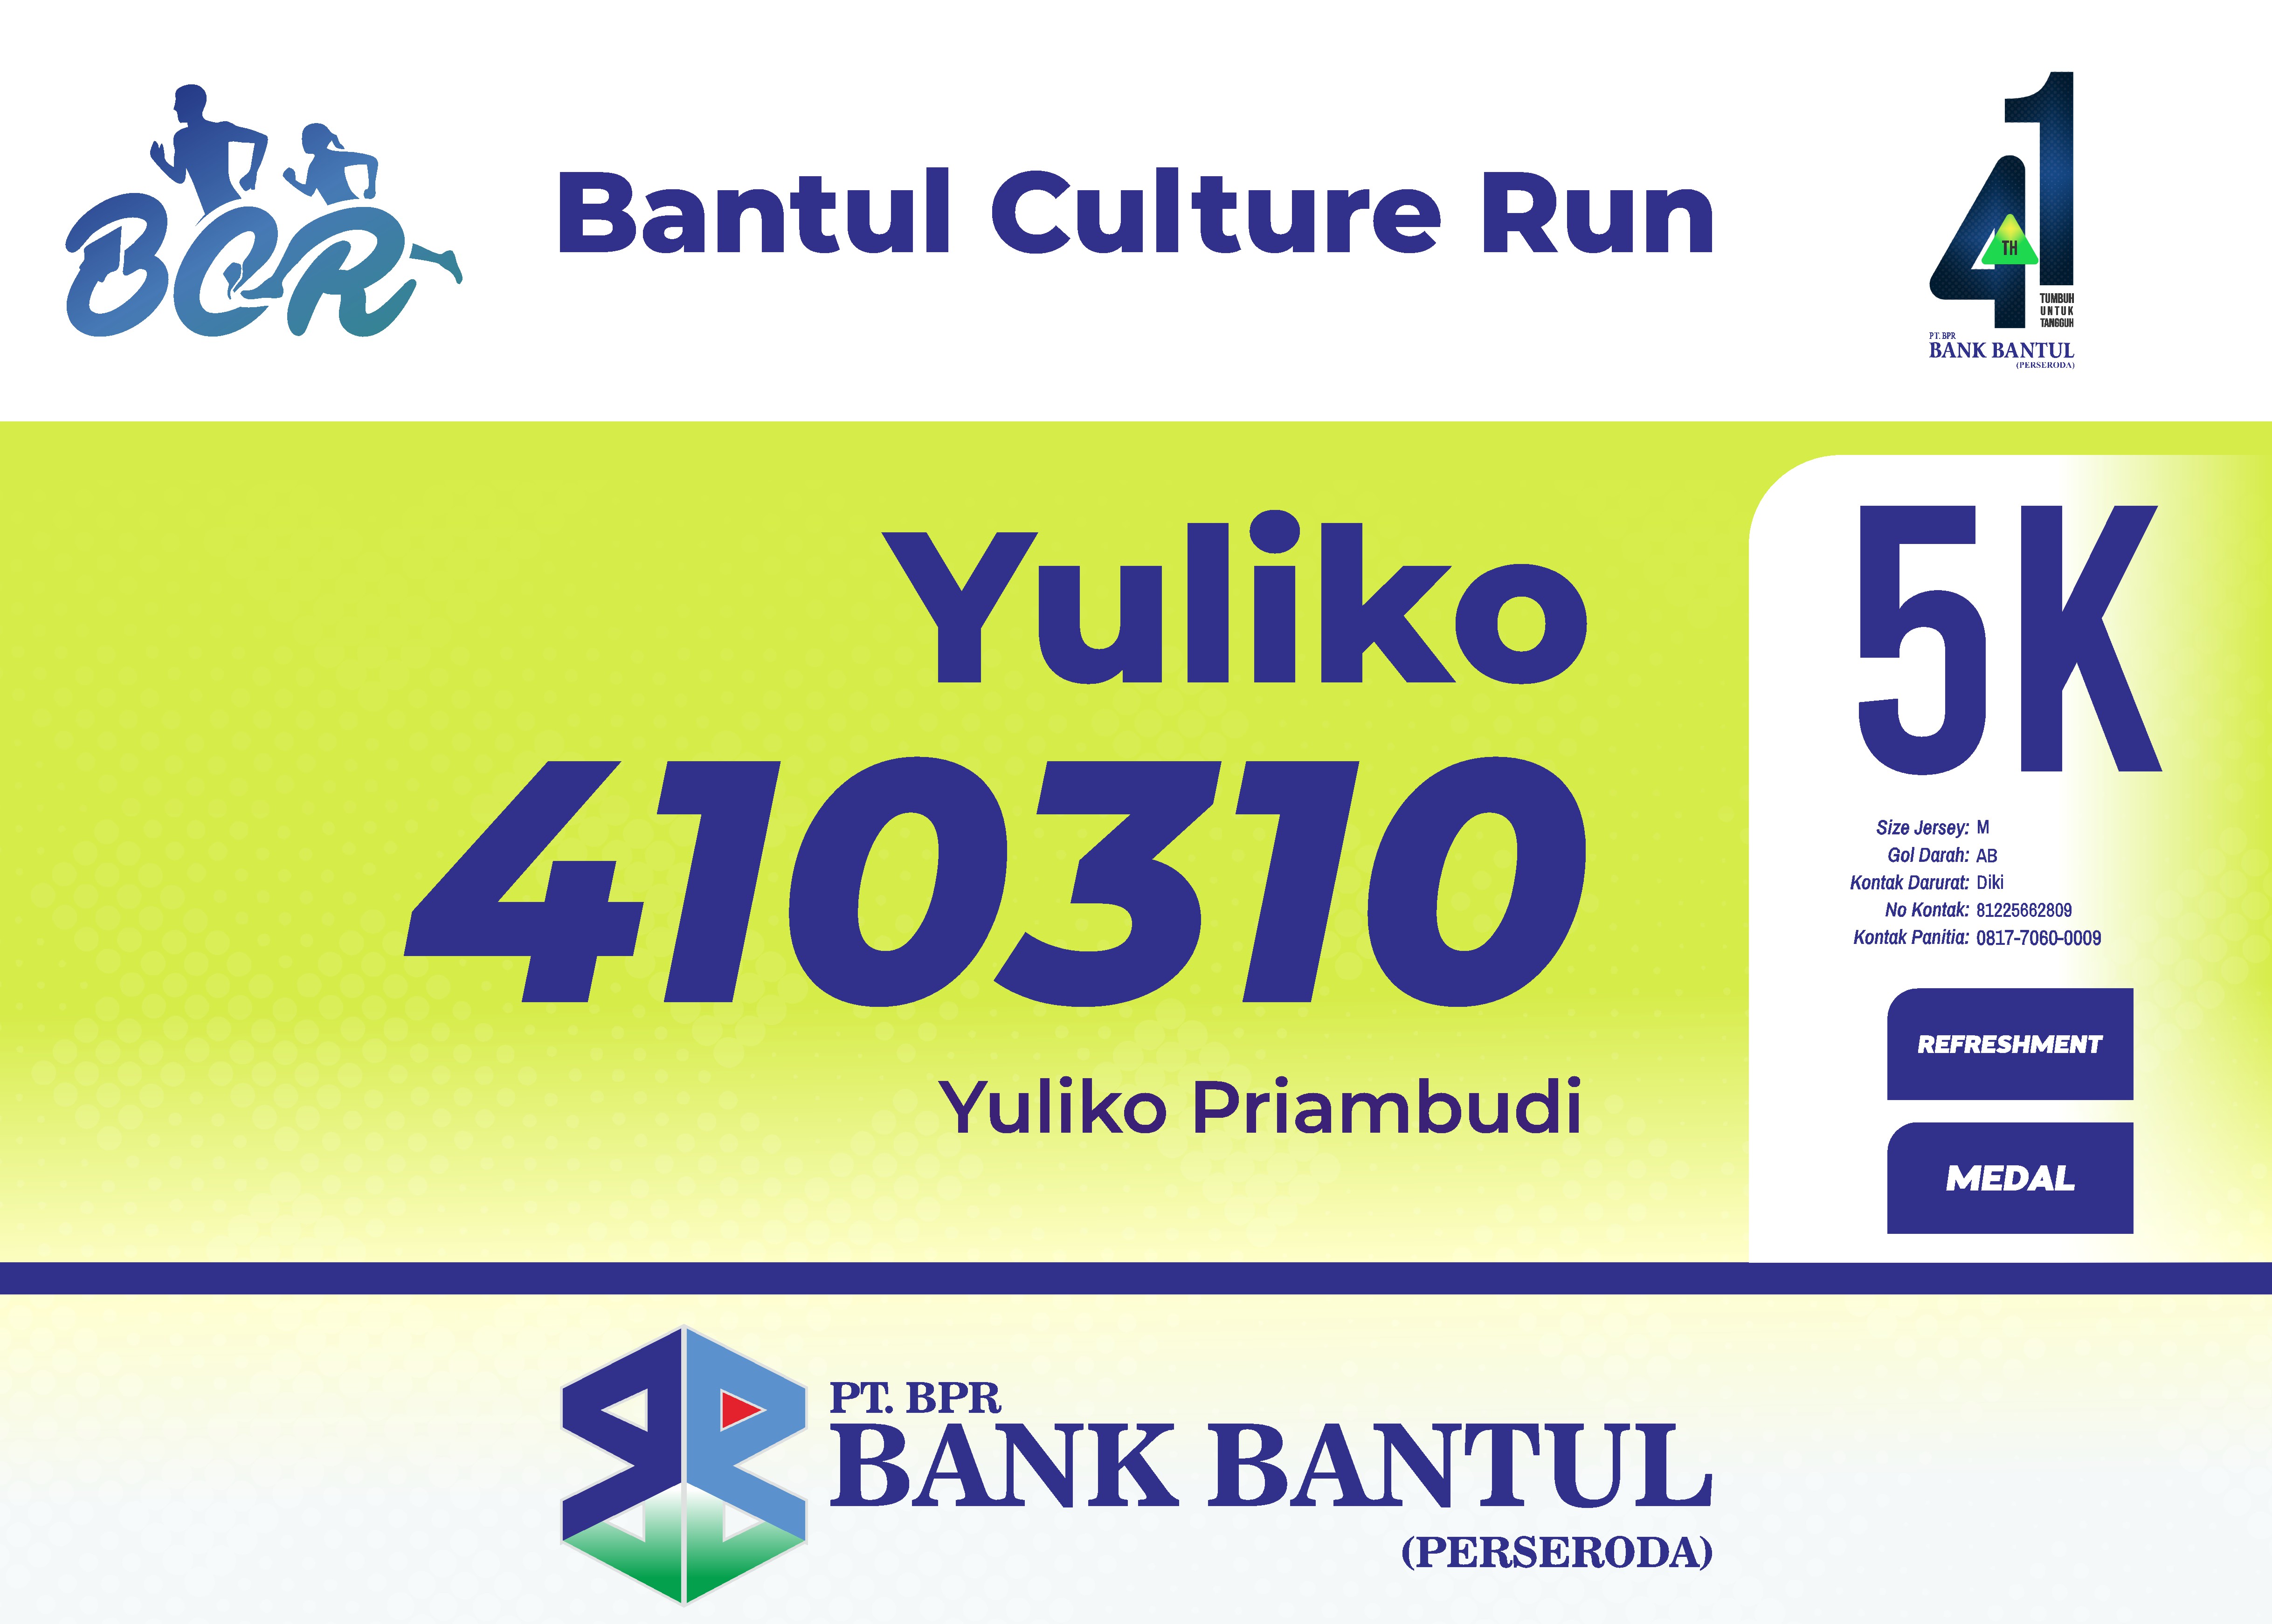 BCR
Bantul Culture Run
41
TH
TUMBUH
UNTUK
TANGGUH
PT. BPR
BANK BANTUL
(PERSERODA)
Yuliko
410310
Yuliko Priambudi
5K
Size Jersey: M
Gol Darah: AB
Kontak Darurat: Diki
No Kontak: 81225662809
Kontak Panitia: 0817-7060-0009
REFRESHMENT
MEDAL
PT. BPR
BANK BANTUL
(PERSERODA)